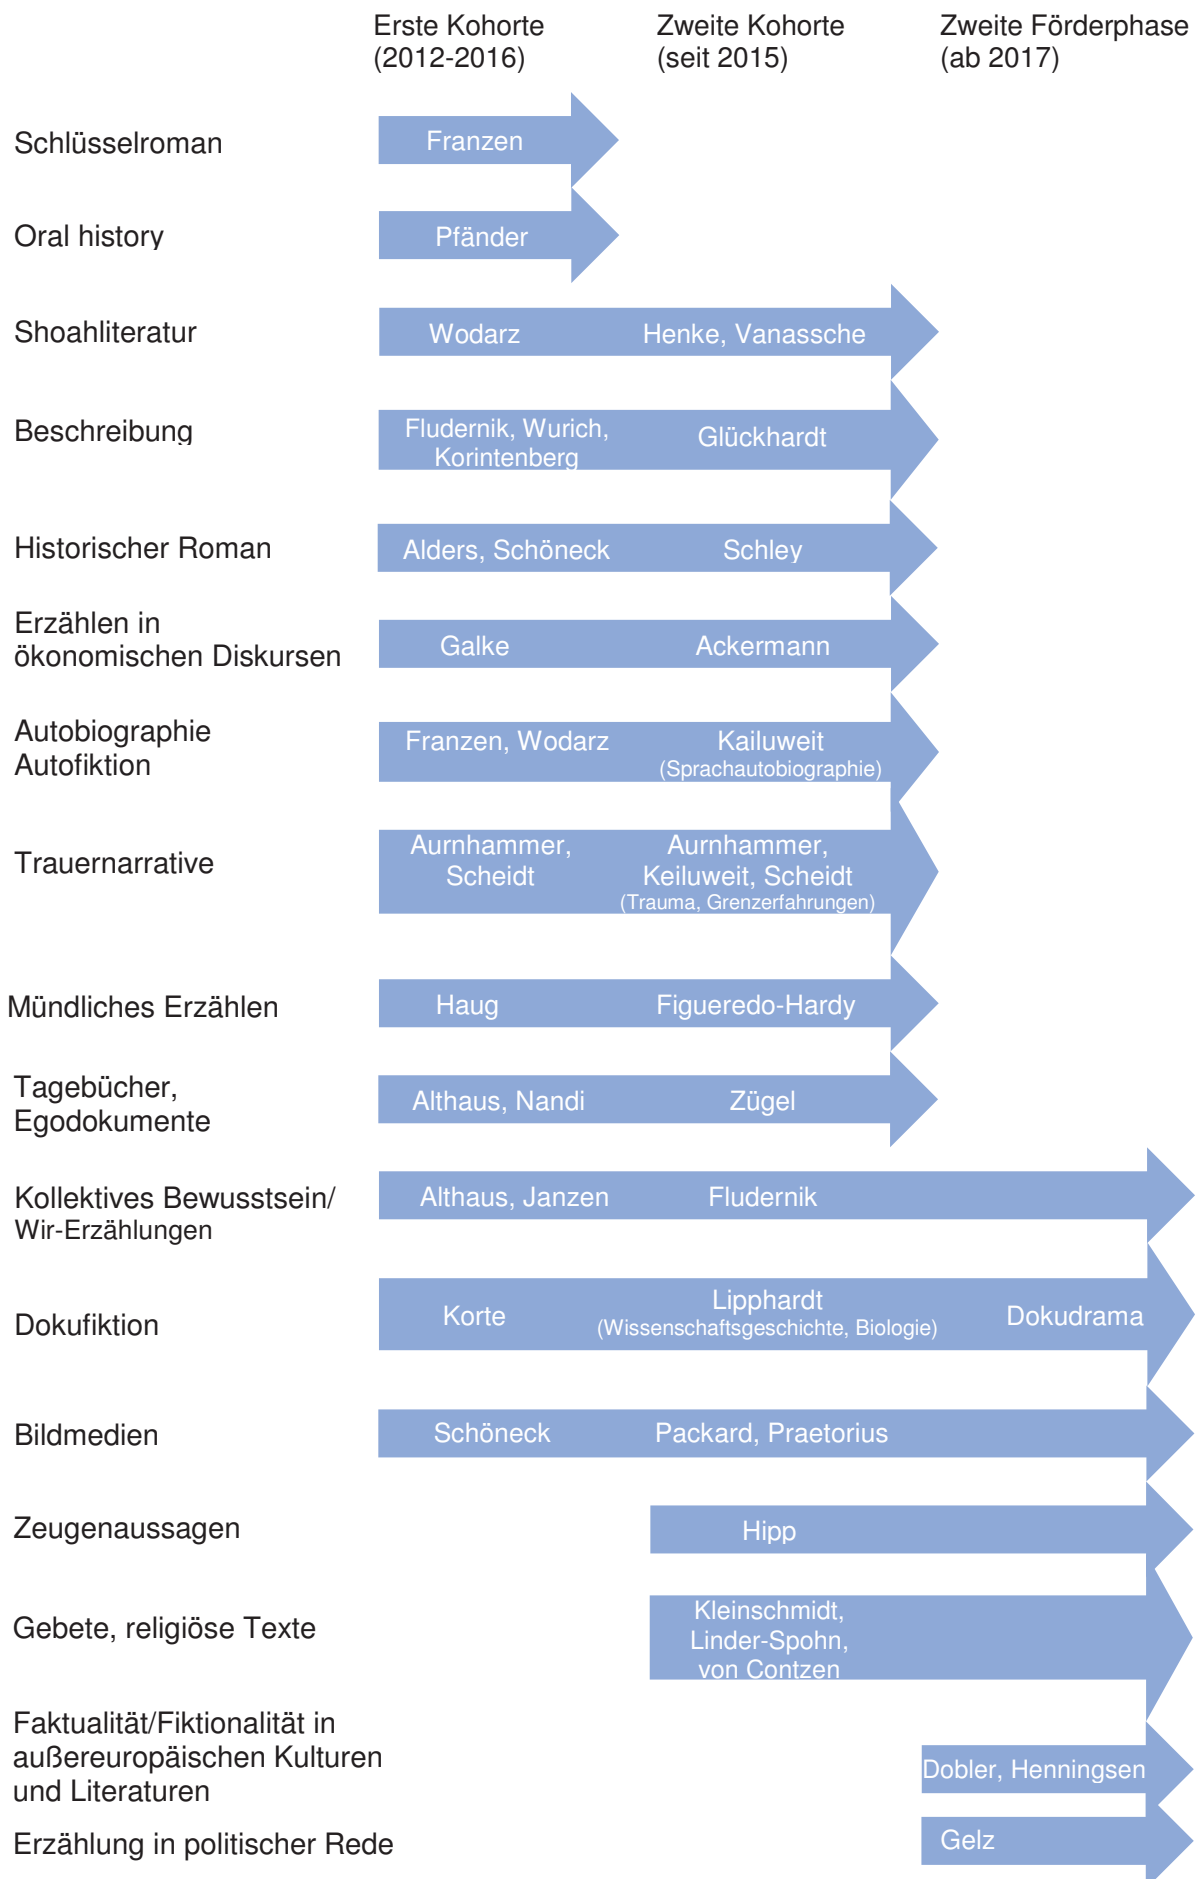 Erste Kohorte
(2012-2016)
Zweite Kohorte
(seit 2015)
Zweite Förderphase
(ab 2017)
Schlüsselroman
Franzen
Oral history
Pfänder
Shoahliteratur
Wodarz
Henke, Vanassche
Beschreibung
Fludernik, Wurich,
Korintenberg
Glückhardt
Historischer Roman
Alders, Schöneck
Schley
Erzählen in
ökonomischen Diskursen
Galke
Ackermann
Autobiographie
Autofiktion
Franzen, Wodarz
Kailuweit
(Sprachautobiographie)
Trauernarrative
Aurnhammer,
Scheidt
Aurnhammer,
Keiluweit, Scheidt
(Trauma, Grenzerfahrungen)
Mündliches Erzählen
Haug
Figueredo-Hardy
Tagebücher,
Egodokumente
Althaus, Nandi
Zügel
Kollektives Bewusstsein/
Wir-Erzählungen
Althaus, Janzen
Fludernik
Dokufiktion
Korte
Lipphardt
(Wissenschaftsgeschichte, Biologie)
Dokudrama
Bildmedien
Schöneck
Packard, Praetorius
Zeugenaussagen
Hipp
Gebete, religiöse Texte
Kleinschmidt,
Linder-Spohn,
von Contzen
Faktualität/Fiktionalität in
außereuropäischen Kulturen
und Literaturen
Dobler, Henningsen
Erzählung in politischer Rede
Gelz